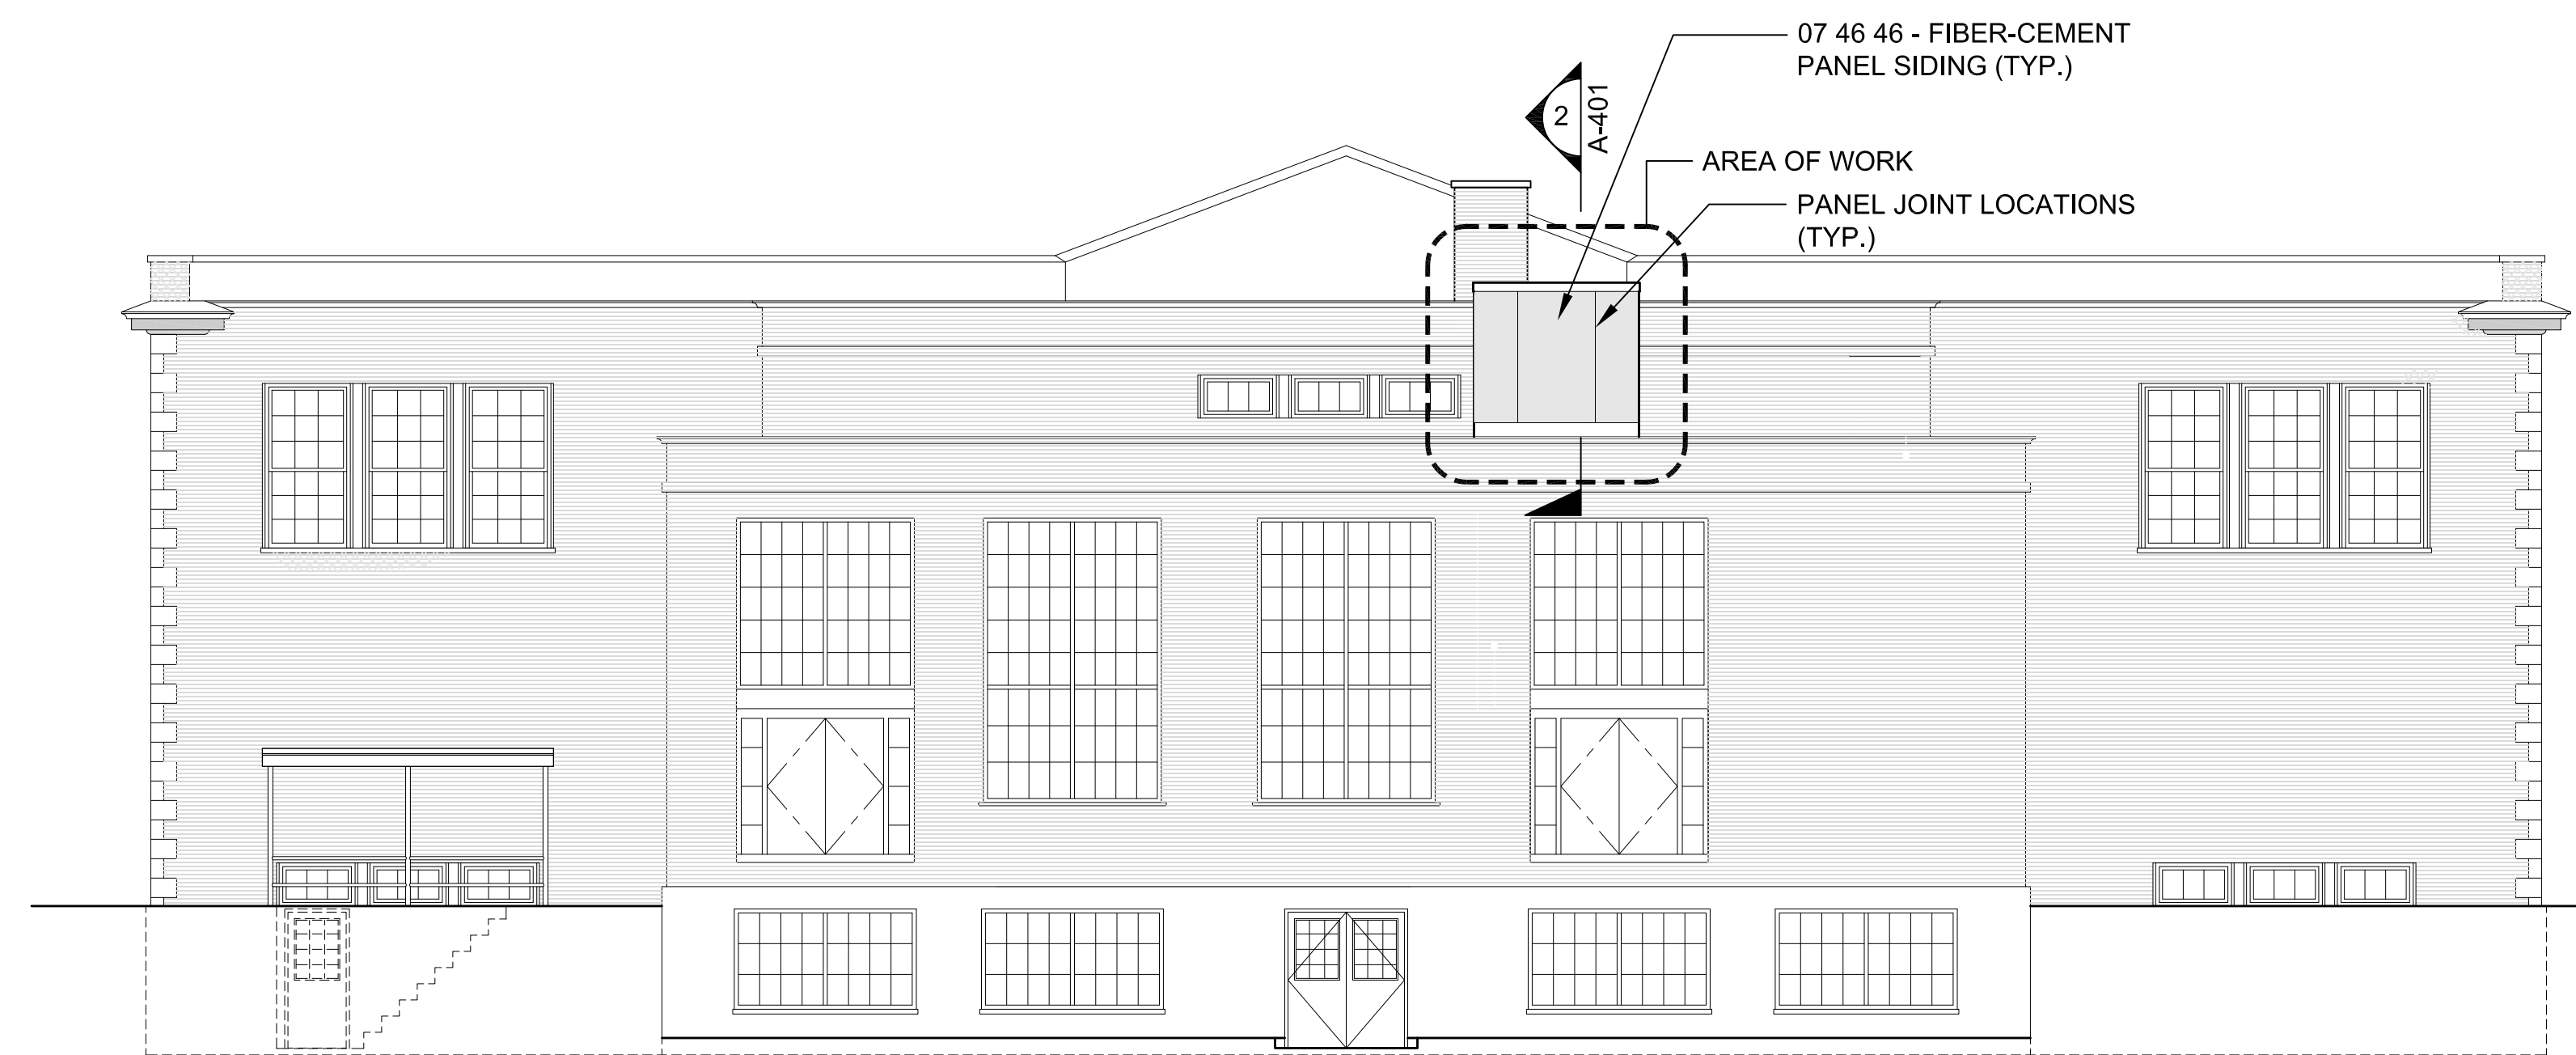 07 46 46 - FIBER-CEMENT
PANEL SIDING (TYP.)
2
A-401
AREA OF WORK
PANEL JOINT LOCATIONS
(TYP.)